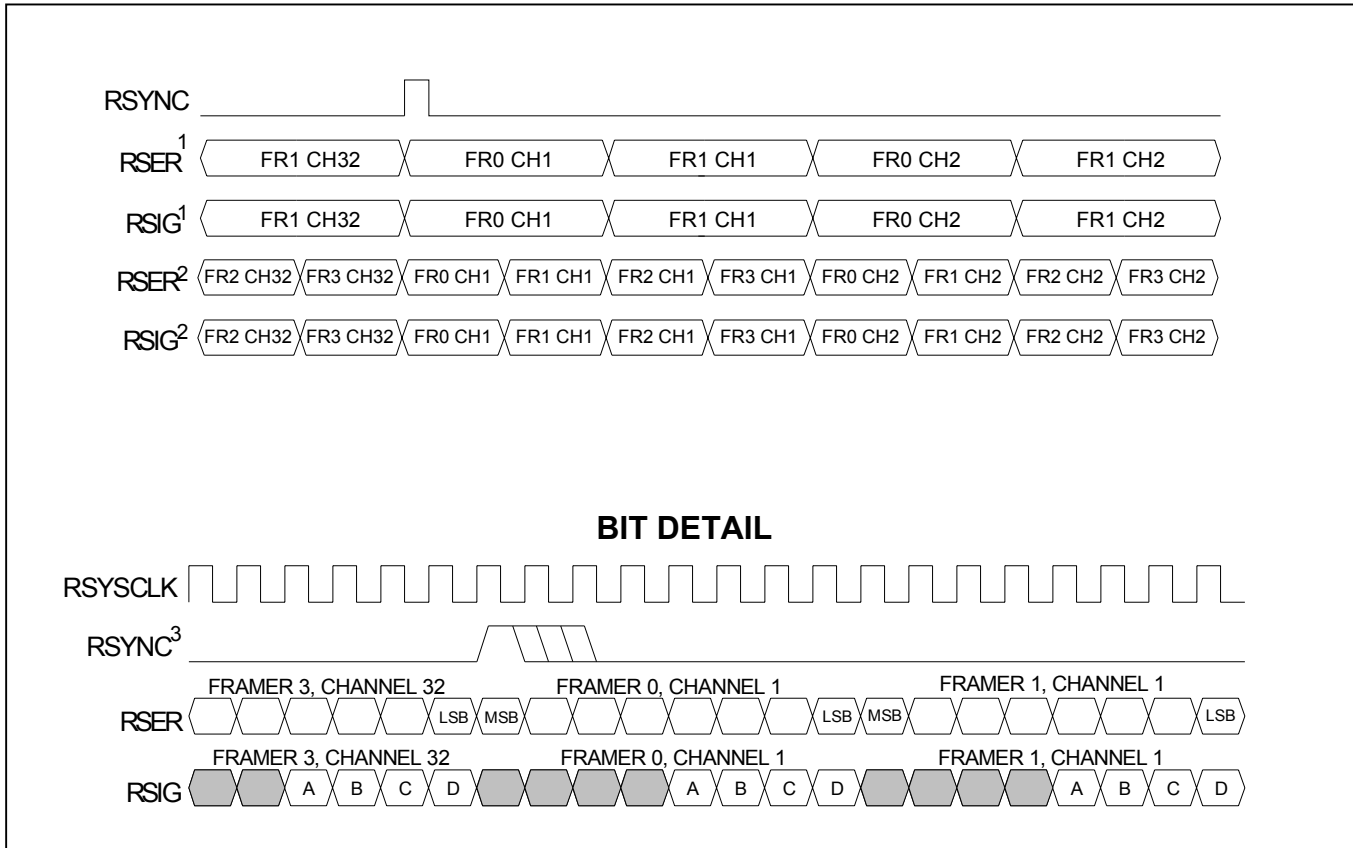 RSYNC
RSER1 FR1 CH32 FR0 CH1 FR1 CH1 FR0 CH2 FR1 CH2
RSIG1 FR1 CH32 FR0 CH1 FR1 CH1 FR0 CH2 FR1 CH2
RSER2 FR2 CH32 FR3 CH32 FR0 CH1 FR1 CH1 FR2 CH1 FR3 CH1 FR0 CH2 FR1 CH2 FR2 CH2 FR3 CH2
RSIG2 FR2 CH32 FR3 CH32 FR0 CH1 FR1 CH1 FR2 CH1 FR3 CH1 FR0 CH2 FR1 CH2 FR2 CH2 FR3 CH2
BIT DETAIL
RSYSCLK
RSYNC3
FRAMER 3, CHANNEL 32 FRAMER 0, CHANNEL 1 FRAMER 1, CHANNEL 1
RSER LSB MSB LSB MSB LSB
FRAMER 3, CHANNEL 32 FRAMER 0, CHANNEL 1 FRAMER 1, CHANNEL 1
RSIG A B C D A B C D A B C D